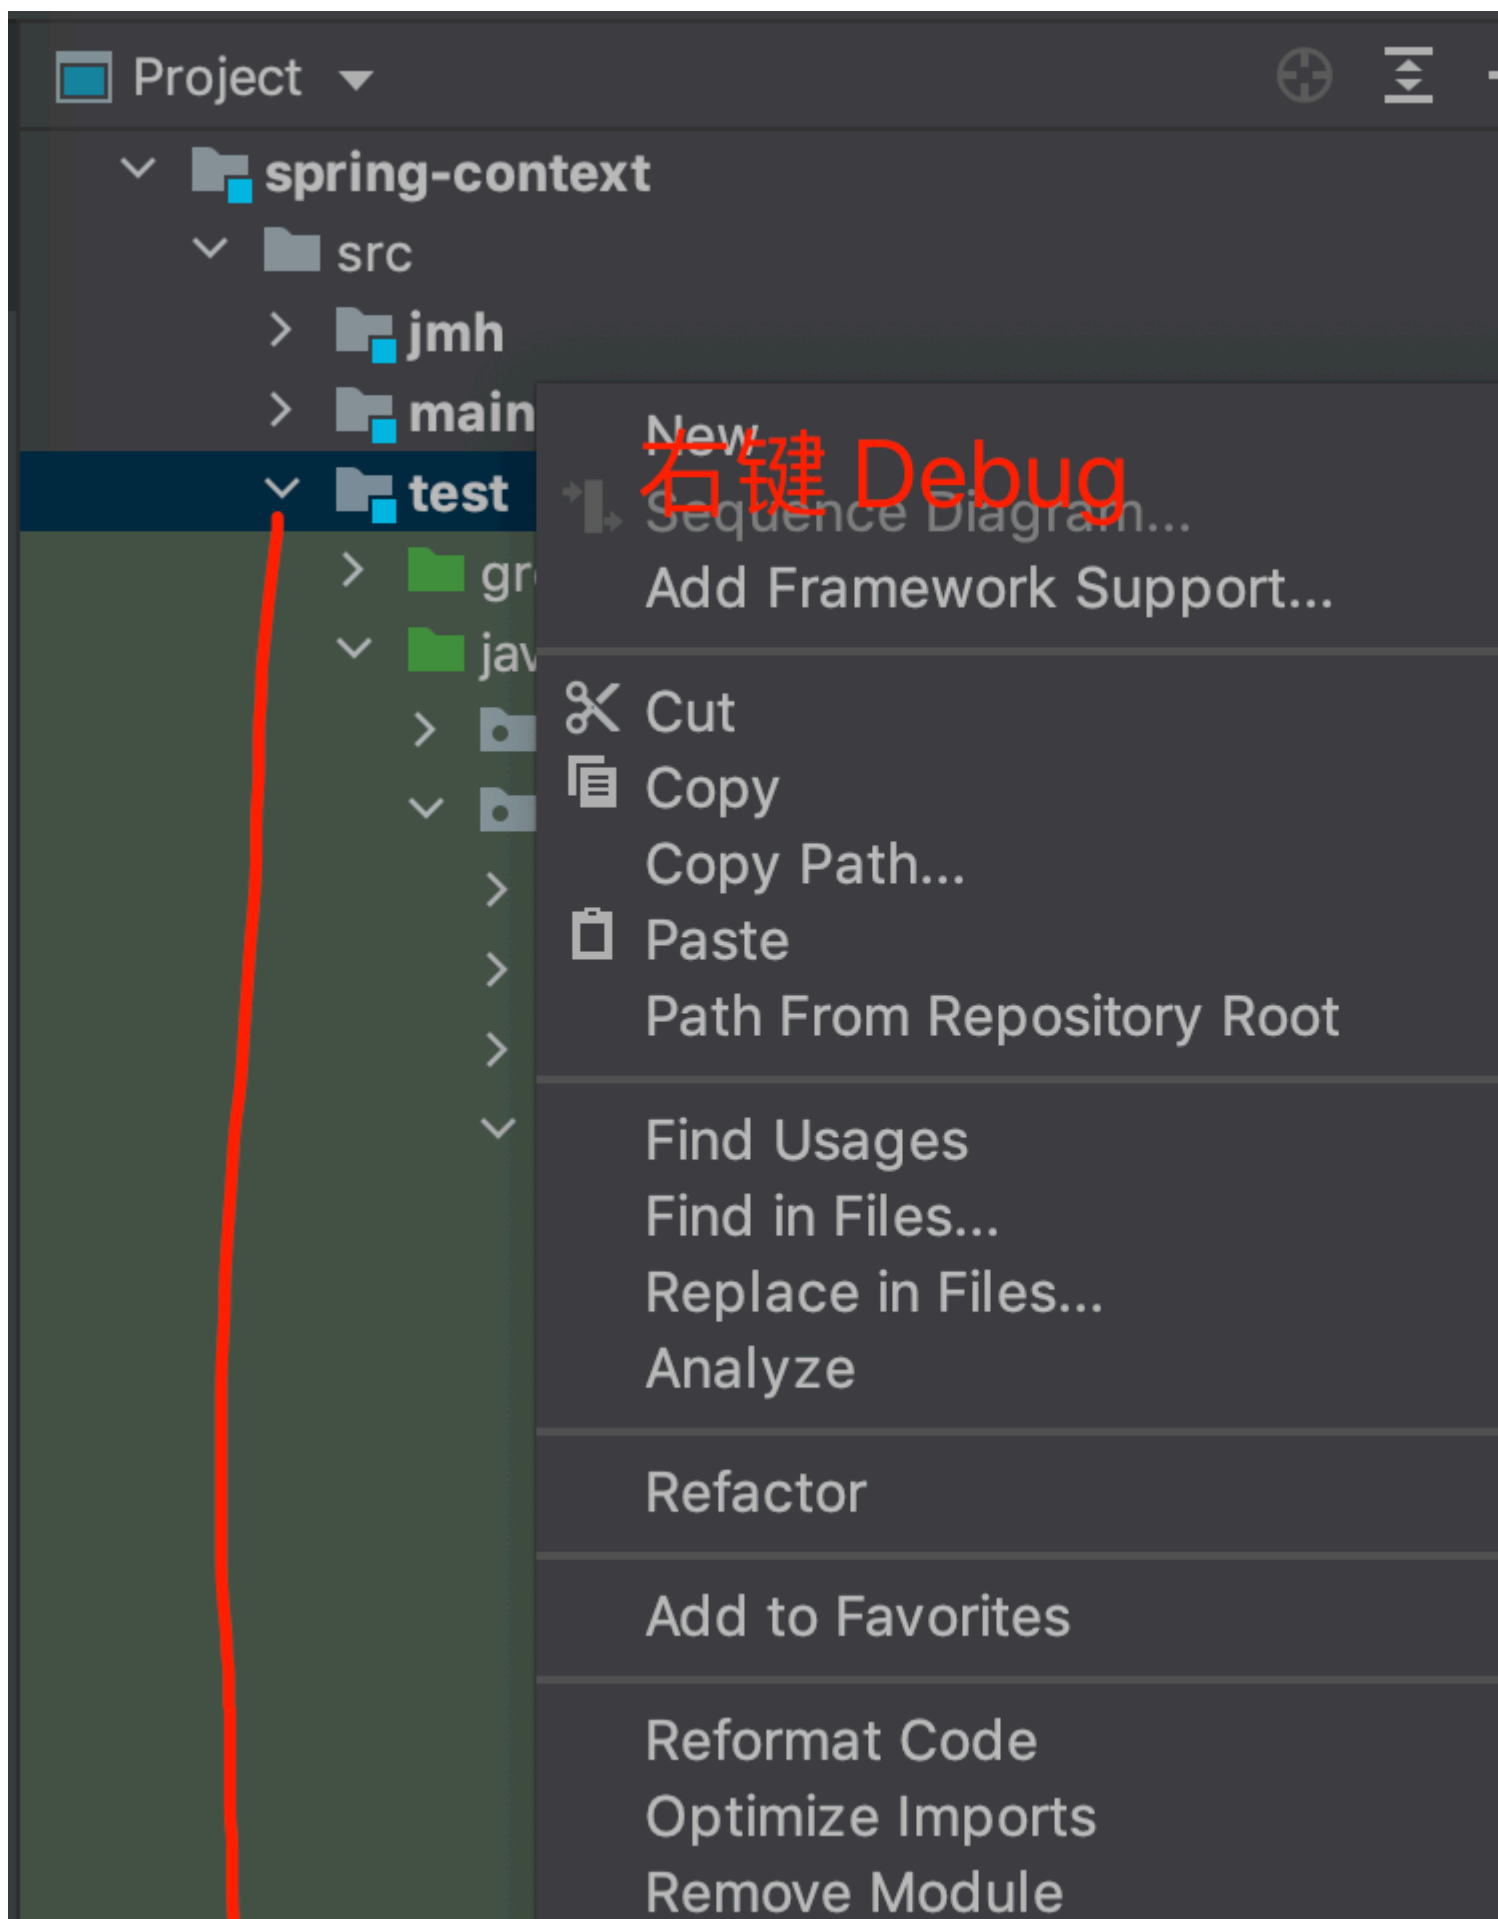 Project
spring-context
src
jmh
main
test
gr
jav
New
右键 Debug
Sequence Diagram...
Add Framework Support...
Cut
Copy
Copy Path...
Paste
Path From Repository Root
Find Usages
Find in Files...
Replace in Files...
Analyze
Refactor
Add to Favorites
Reformat Code
Optimize Imports
Remove Module